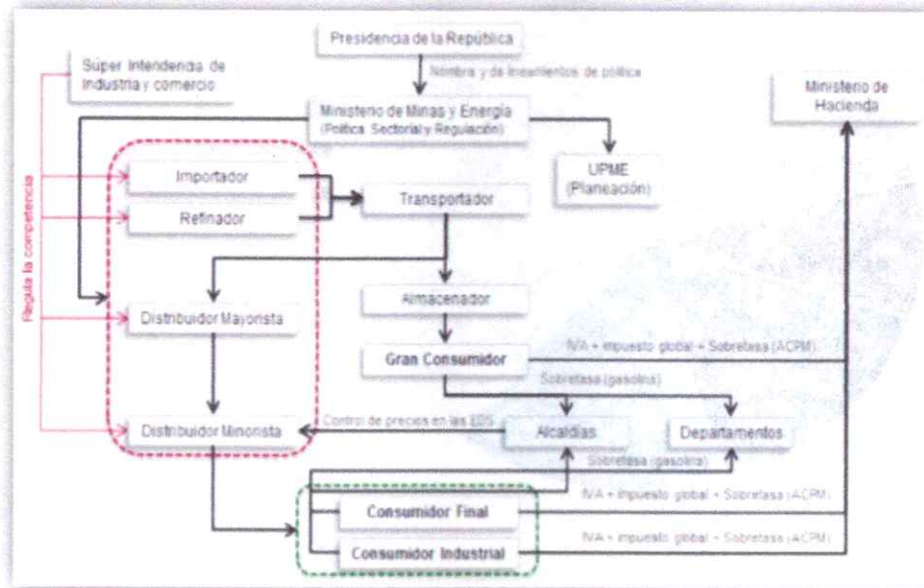 Presidencia de la República
Súper Intendencia de
Industria y comercio
Nombra y da lineamientos de política
Ministerio de
Hacienda
Ministerio de Minas y Energía
(Política Sectorial y Regulación)
UPME
(Planeación)
Importador
Transportador
Refinador
Regula la competencia
Almacenador
Distribuidor Mayorista
Gran Consumidor
IVA + impuesto global + Sobretasa (ACPM)
Sobretasa (gasolina)
Distribuidor Minorista
Control de precios en las EDS
Alcaldías
Departamentos
Sobretasa (gasolina)
Consumidor Final
IVA + impuesto global + Sobretasa (ACPM)
Consumidor Industrial
IVA + impuesto global + Sobretasa (ACPM)